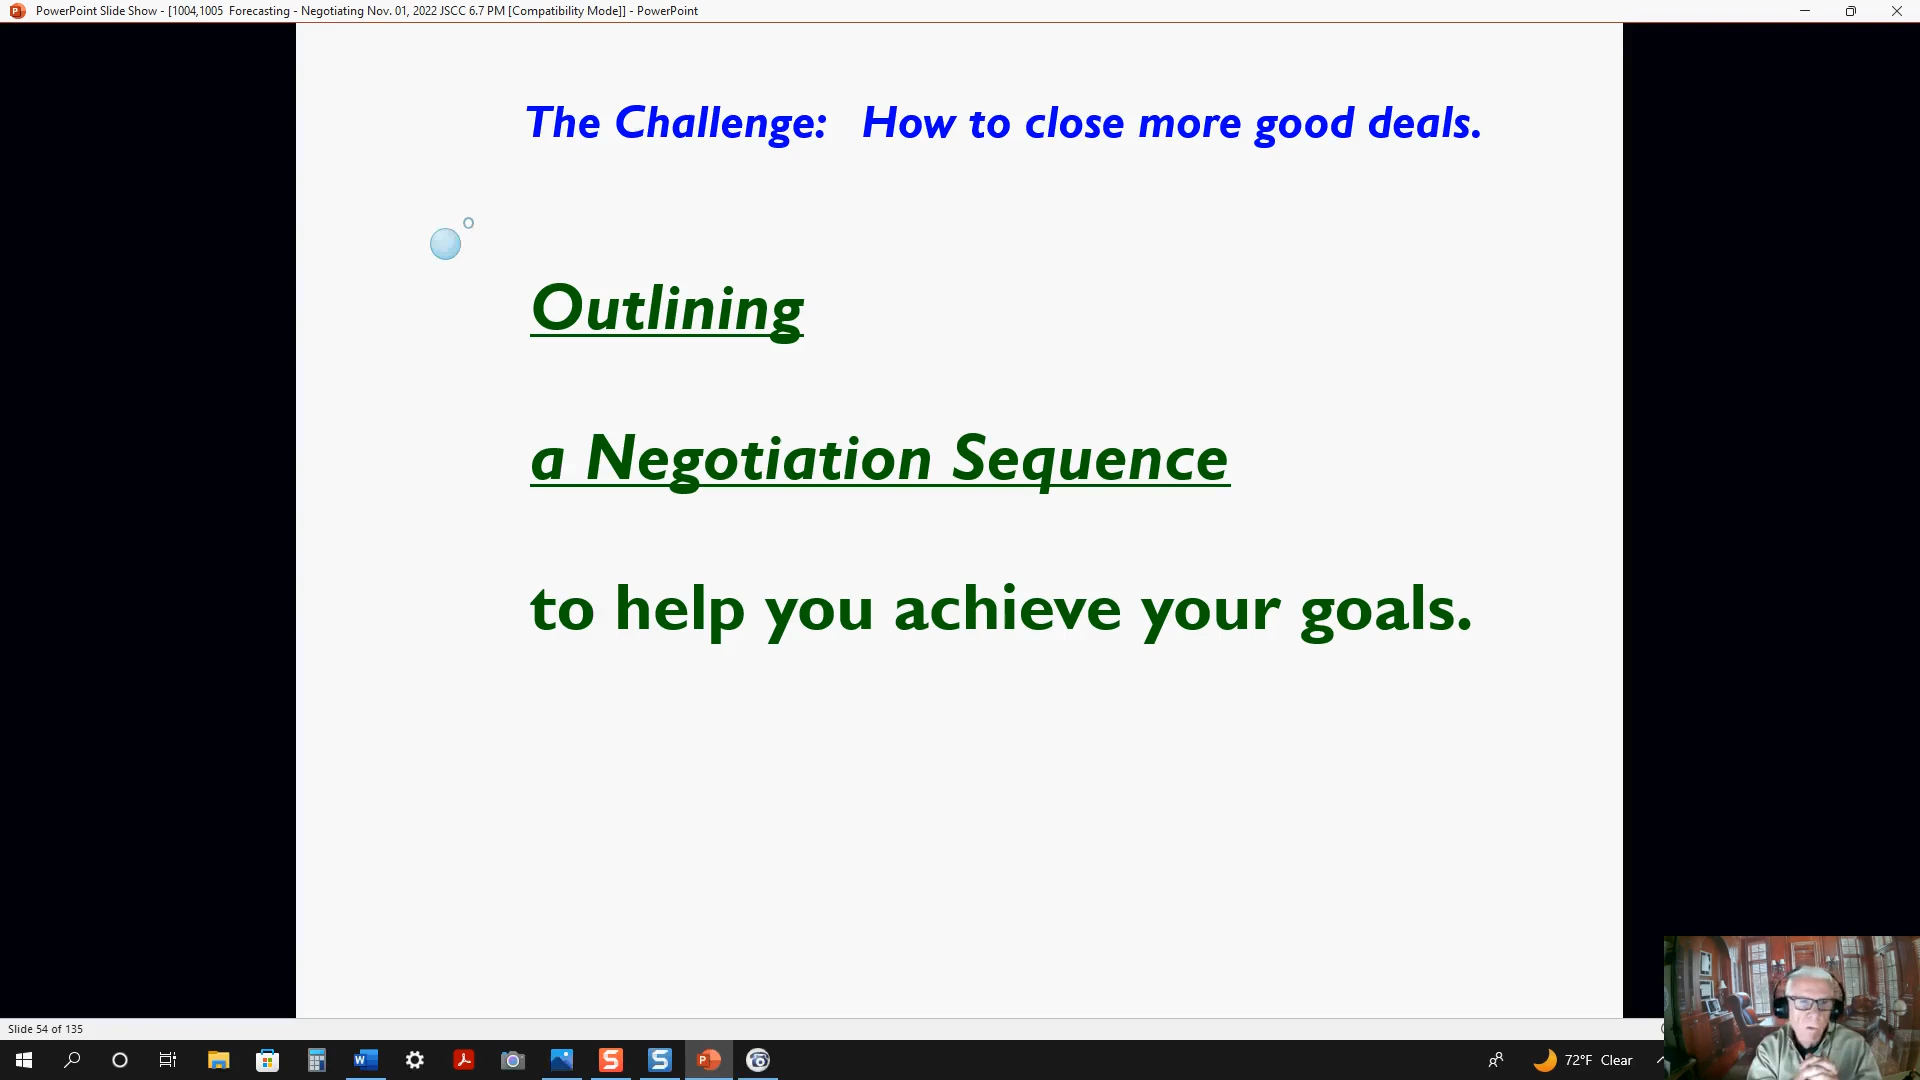 PowerPoint Slide Show - [1004,1005  Forecasting - Negotiating Nov. 01, 2022 JSCC 6.7 PM [Compatibility Mode]] - PowerPoint
The Challenge:   How to close more good deals.
Outlining
a Negotiation Sequence
to help you achieve your goals.
Slide 54 of 135
72°F  Clear